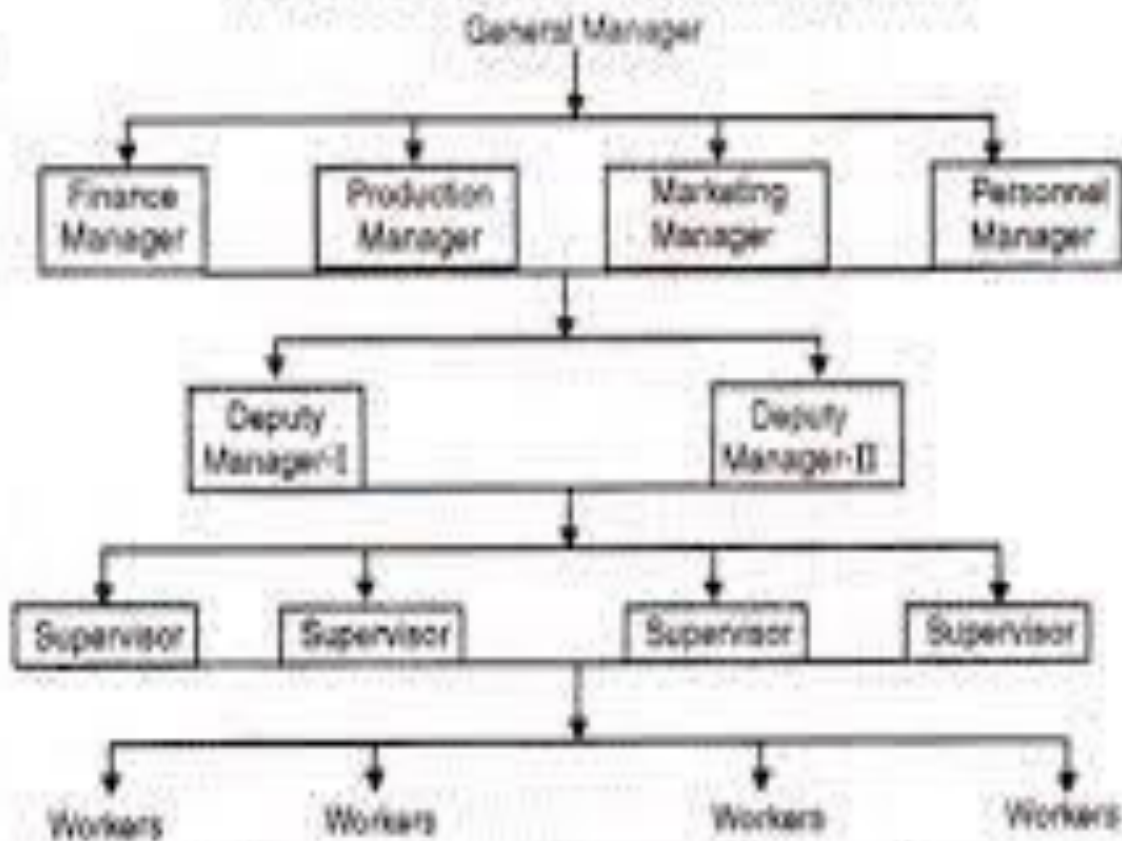 General Manager
Finance
Manager
Production
Manager
Marketing
Manager
Personnel
Manager
Deputy
Manager-I
Deputy
Manager-II
Supervisor
Supervisor
Supervisor
Supervisor
Workers
Workers
Workers
Workers